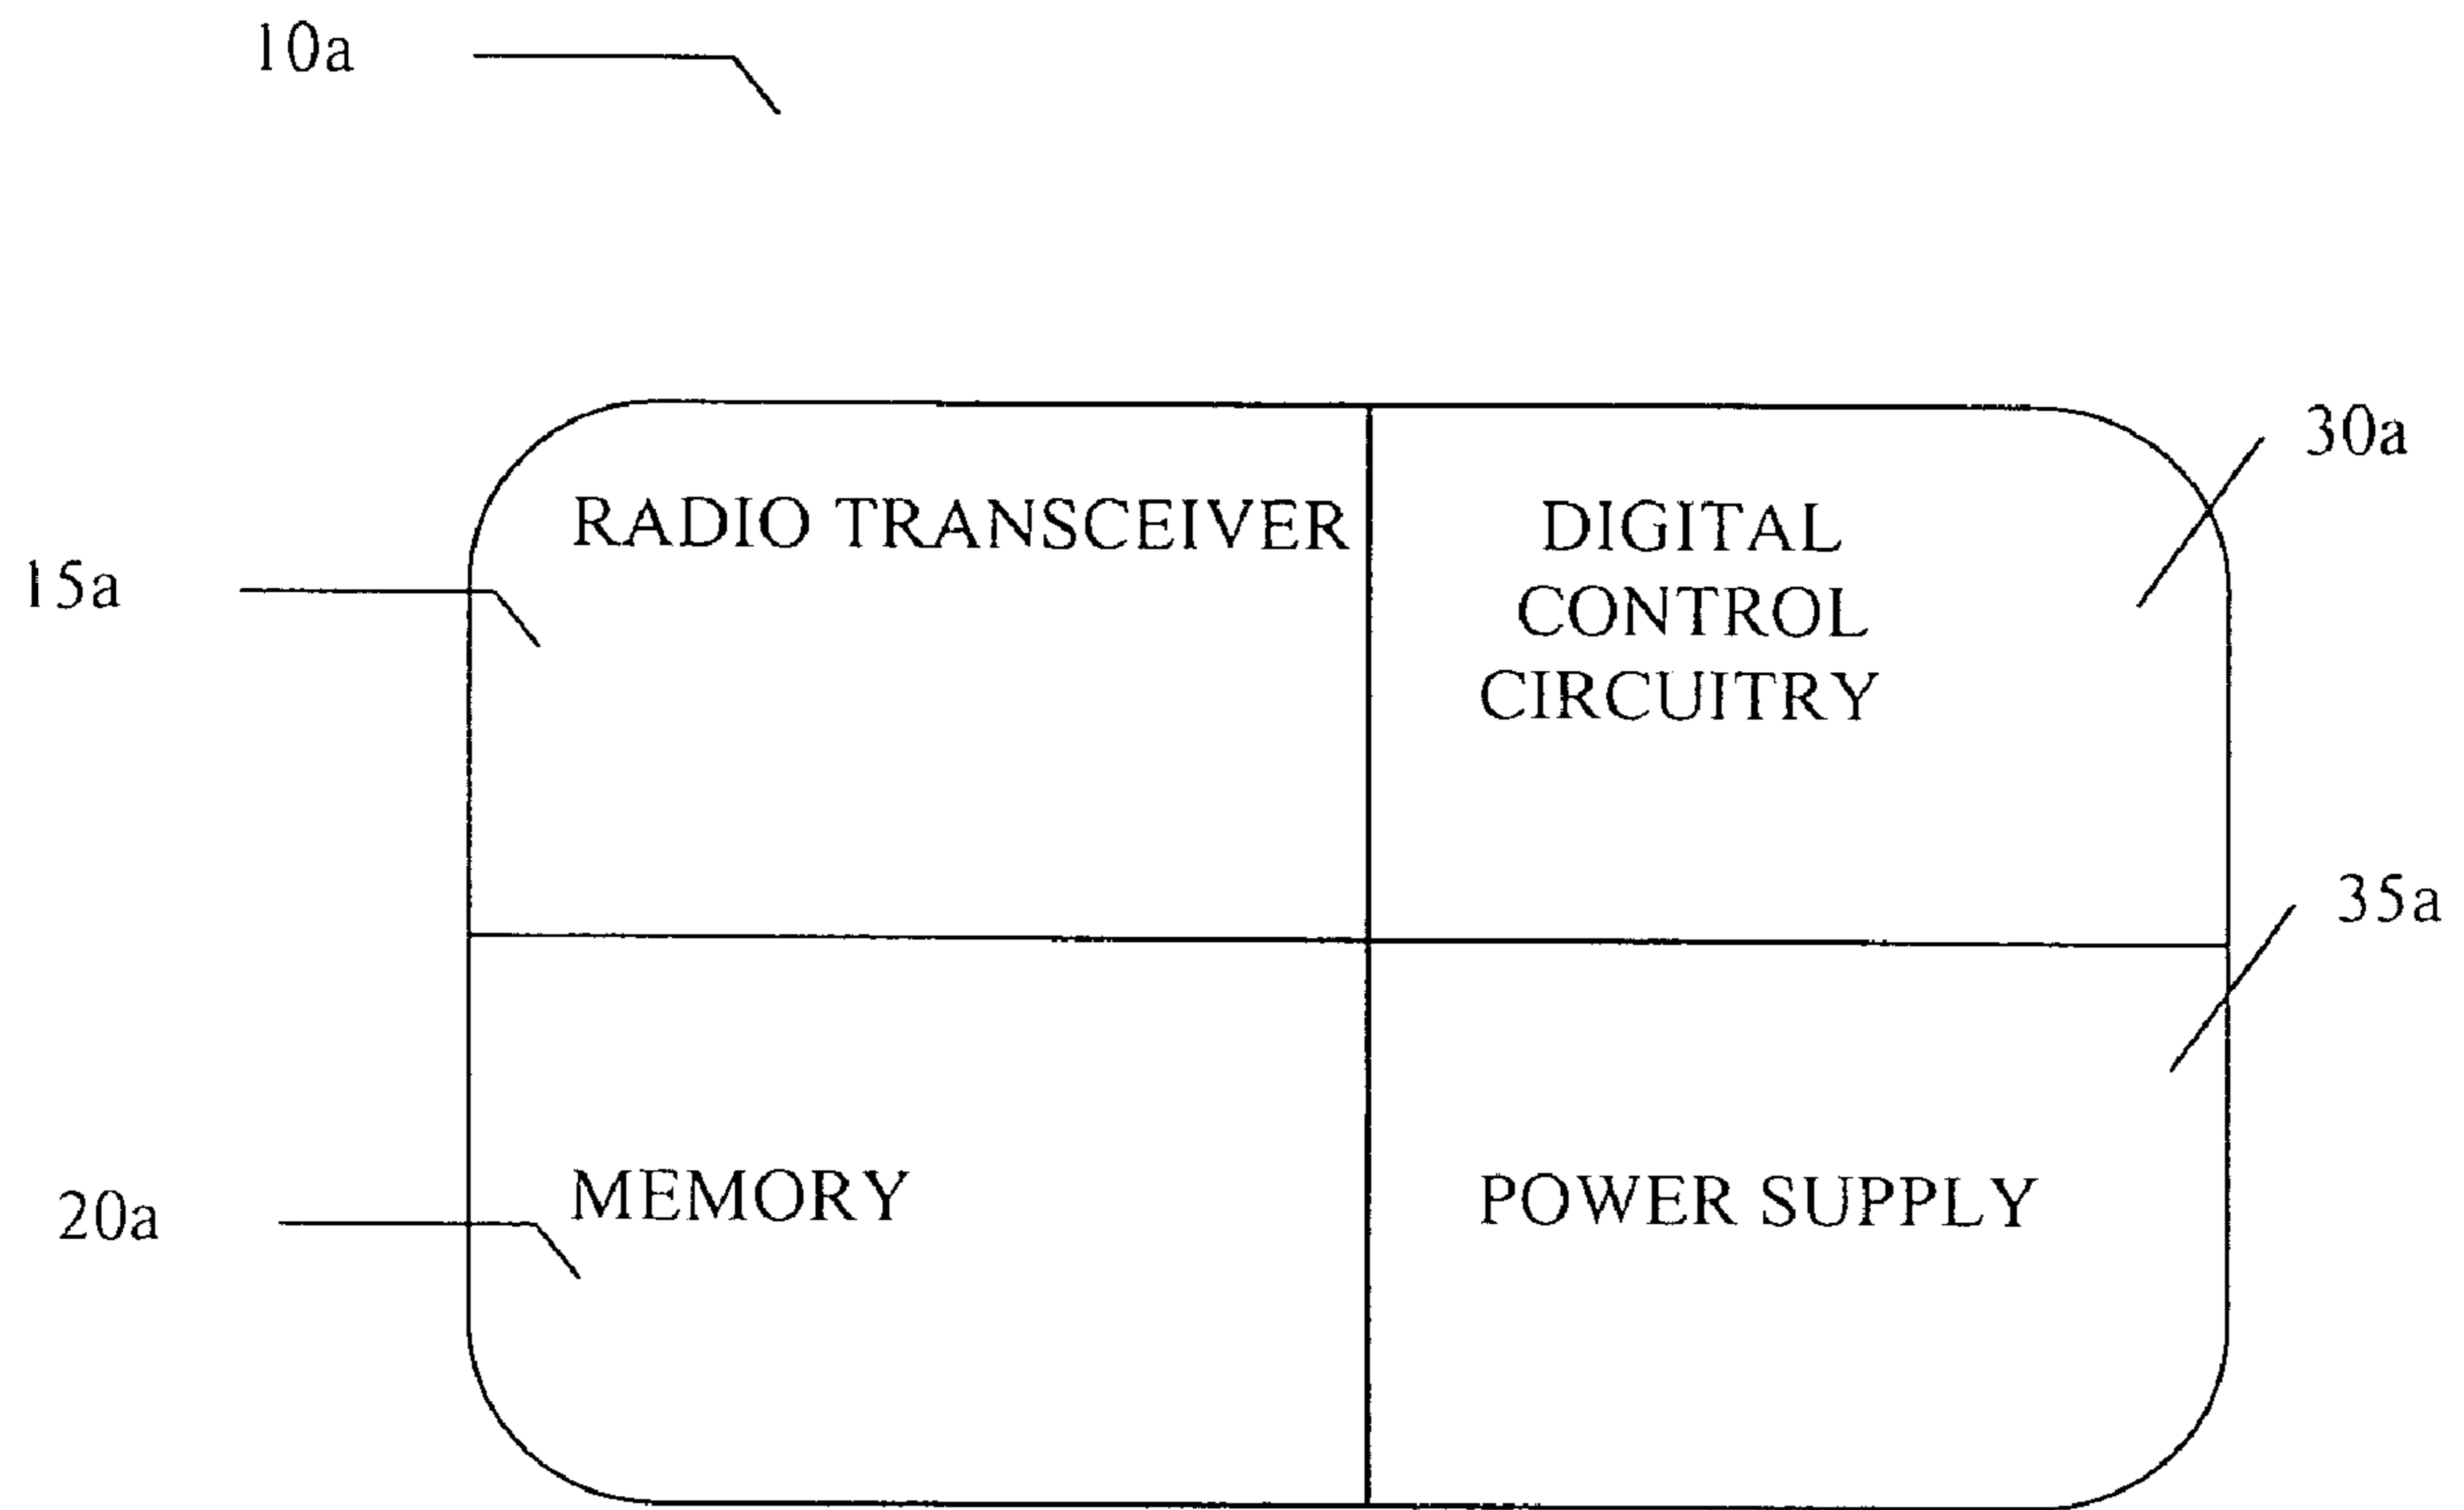 10a
30a
RADIO TRANSCEIVER
DIGITAL
CONTROL
CIRCUITRY
15a
35a
MEMORY
POWER SUPPLY
20a